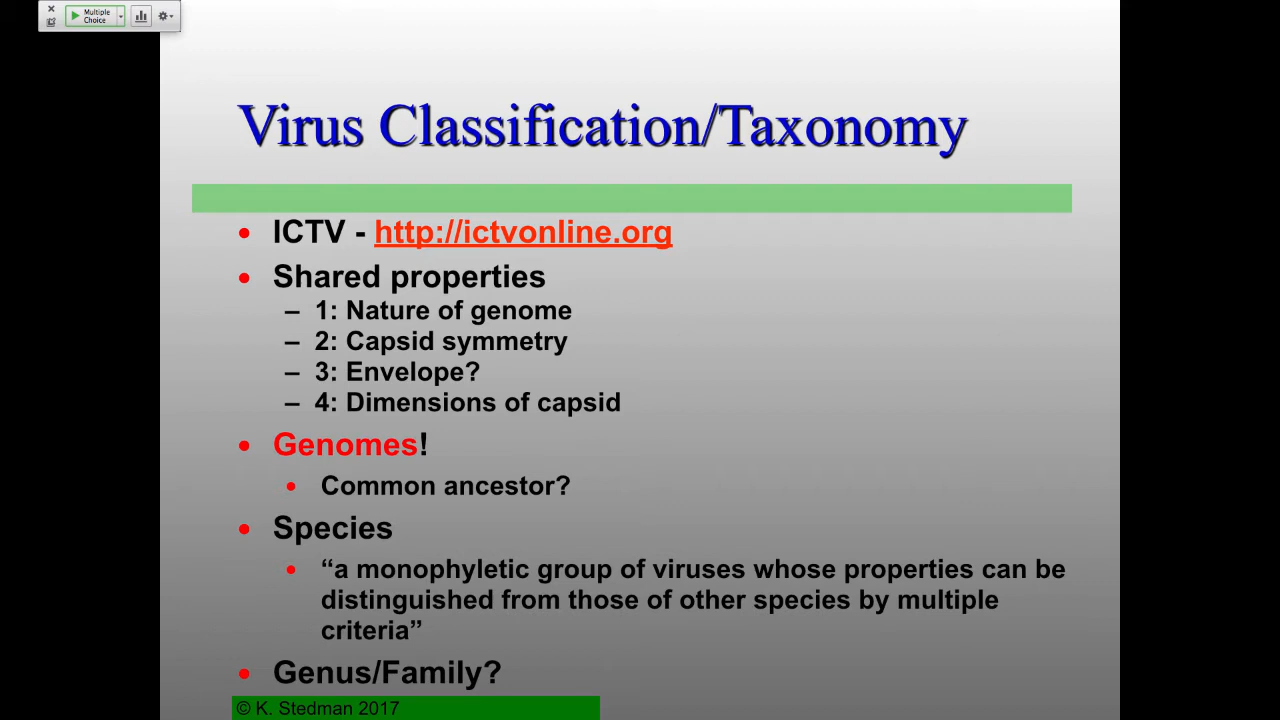 Multiple
Choice
Virus Classification/Taxonomy
ICTV - http://ictvonline.org
Shared properties
– 1: Nature of genome
– 2: Capsid symmetry
– 3: Envelope?
– 4: Dimensions of capsid
Genomes!
Common ancestor?
Species
“a monophyletic group of viruses whose properties can be
distinguished from those of other species by multiple
criteria”
Genus/Family?
© K. Stedman 2017